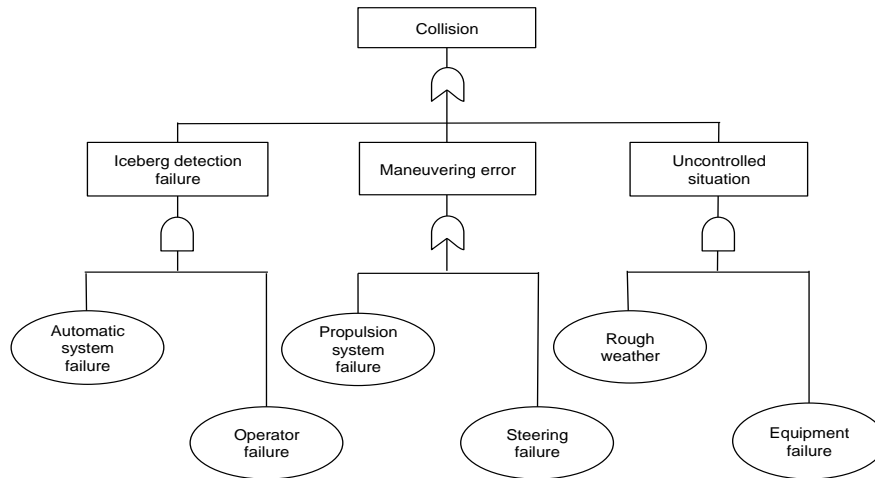 Collision
Iceberg detection
failure
Maneuvering error
Uncontrolled
situation
Automatic
system
failure
Propulsion
system
failure
Rough
weather
Operator
failure
Steering
failure
Equipment
failure